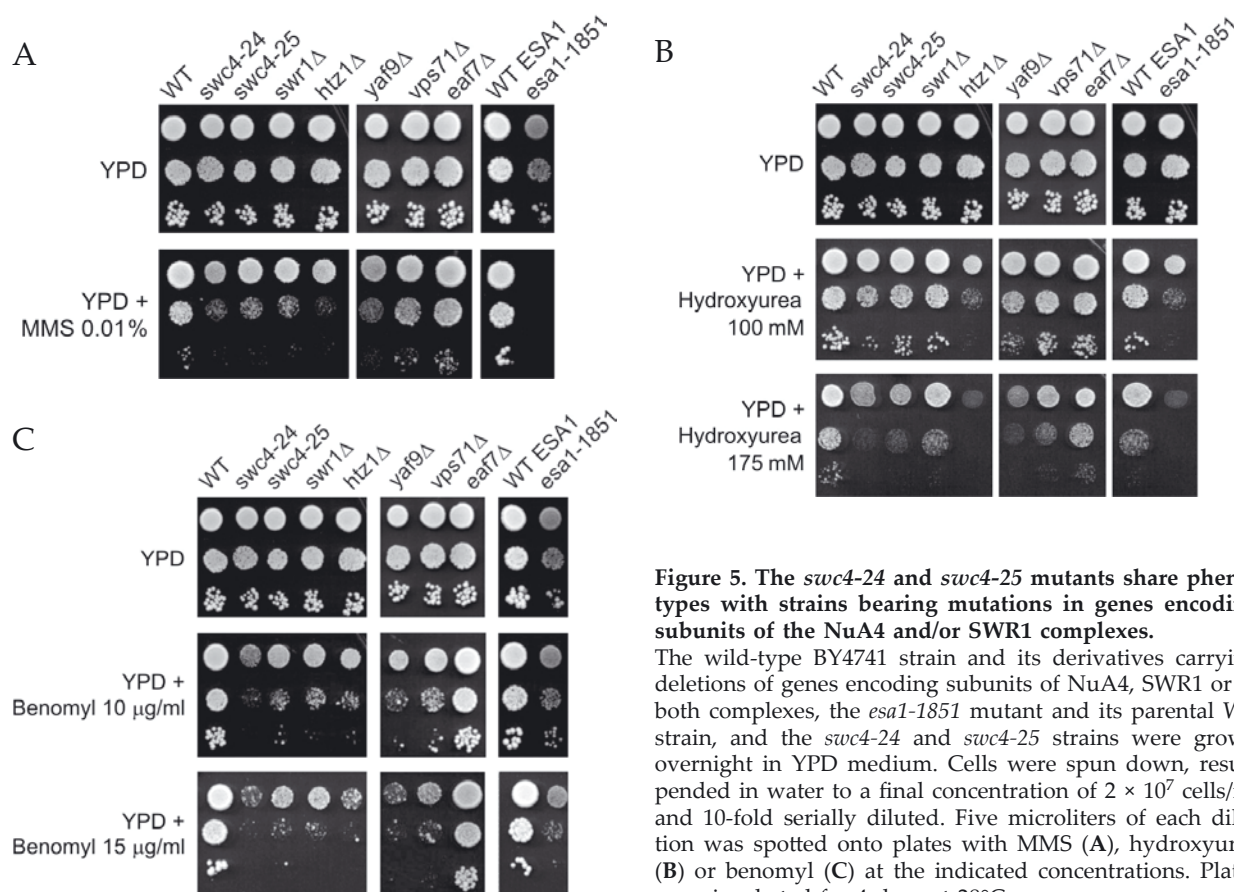 A
WT
swc4-24
swc4-25
swr1Δ
htz1Δ
yaf9Δ
vps71Δ
eaf7Δ
WT ESA1
esa1-1851
YPD
YPD +
MMS 0.01%
B
WT
swc4-24
swc4-25
swr1Δ
htz1Δ
yaf9Δ
vps71Δ
eaf7Δ
WT ESA1
esa1-1851
YPD
YPD +
Hydroxyurea
100 mM
YPD +
Hydroxyurea
175 mM
C
WT
swc4-24
swc4-25
swr1Δ
htz1Δ
yaf9Δ
vps71Δ
eaf7Δ
WT ESA1
esa1-1851
YPD
YPD +
Benomyl 10 μg/ml
YPD +
Benomyl 15 μg/ml
Figure 5. The swc4-24 and swc4-25 mutants share phen
types with strains bearing mutations in genes encodin
subunits of the NuA4 and/or SWR1 complexes.
The wild-type BY4741 strain and its derivatives carryi
deletions of genes encoding subunits of NuA4, SWR1 or
both complexes, the esa1-1851 mutant and its parental W
strain, and the swc4-24 and swc4-25 strains were grow
overnight in YPD medium. Cells were spun down, resu
pended in water to a final concentration of 2 × 10⁷ cells/
and 10-fold serially diluted. Five microliters of each dil
tion was spotted onto plates with MMS (A), hydroxyur
(B) or benomyl (C) at the indicated concentrations. Plat